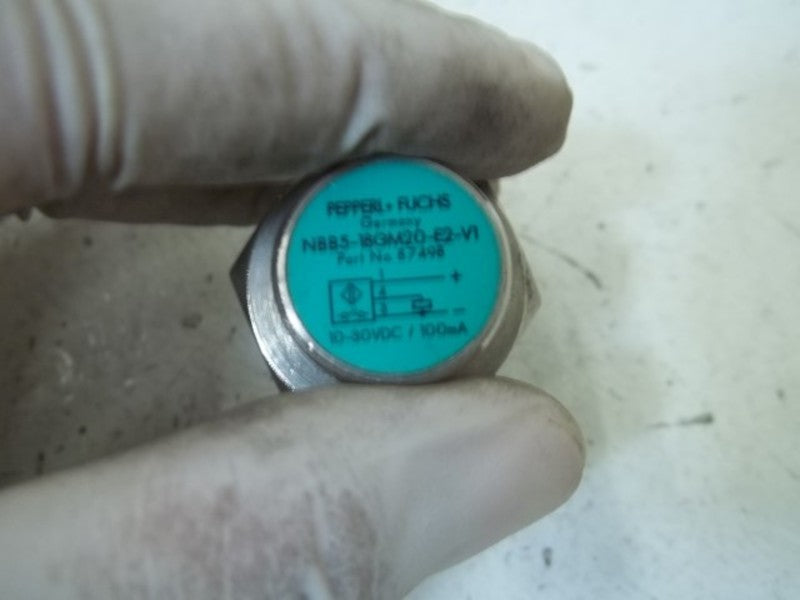 PEPPERL+FUCHS
Germany
NBB5-18GM20-E2-V1
Part No 87498
1 +
4
3 −
10-30VDC / 100mA